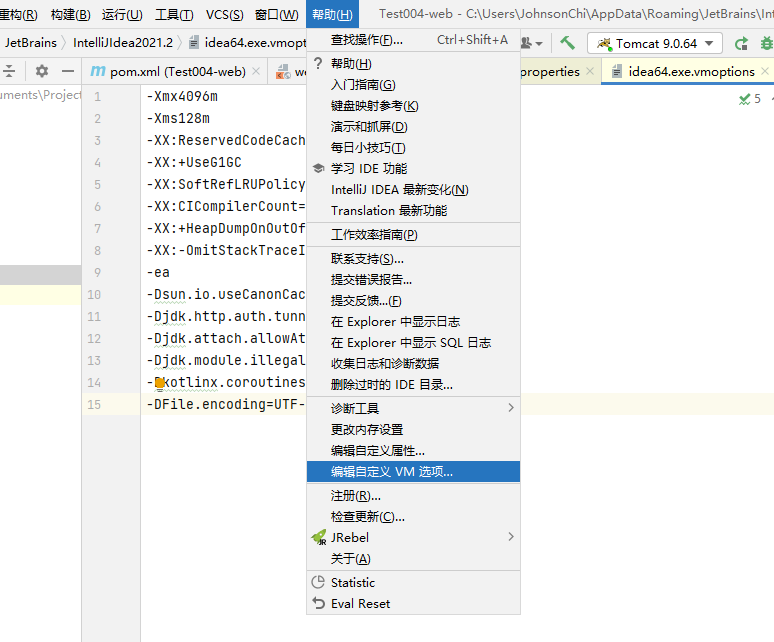 重构(R) 构建(B) 运行(U) 工具(T) VCS(S) 窗口(W) 帮助(H) Test004-web - C:\Users\JohnsonChi\AppData\Roaming\JetBrains\Int
JetBrains IntelliJIdea2021.2 idea64.exe.vmopt Tomcat 9.0.64
pom.xml (Test004-web) we properties idea64.exe.vmoptions
uments\Project
5
1 -Xmx4096m
2 -Xms128m
3 -XX:ReservedCodeCach
4 -XX:+UseG1GC
5 -XX:SoftRefLRUPolicy
6 -XX:CICompilerCount=
7 -XX:+HeapDumpOnOutOf
8 -XX:-OmitStackTraceI
9 -ea
10 -Dsun.io.useCanonCac
11 -Djdk.http.auth.tunn
12 -Djdk.attach.allowAt
13 -Djdk.module.illegal
14 -Dkotlinx.coroutines
15 -DFile.encoding=UTF-
查找操作(F)... Ctrl+Shift+A
帮助(H)
入门指南(G)
键盘映射参考(K)
演示和抓屏(D)
每日小技巧(T)
学习 IDE 功能
IntelliJ IDEA 最新变化(N)
Translation 最新功能
工作效率指南(P)
联系支持(S)...
提交错误报告...
提交反馈...(F)
在 Explorer 中显示日志
在 Explorer 中显示 SQL 日志
收集日志和诊断数据
删除过时的 IDE 目录...
诊断工具
更改内存设置
编辑自定义属性...
编辑自定义 VM 选项...
注册(R)...
检查更新(C)...
JRebel
关于(A)
Statistic
Eval Reset